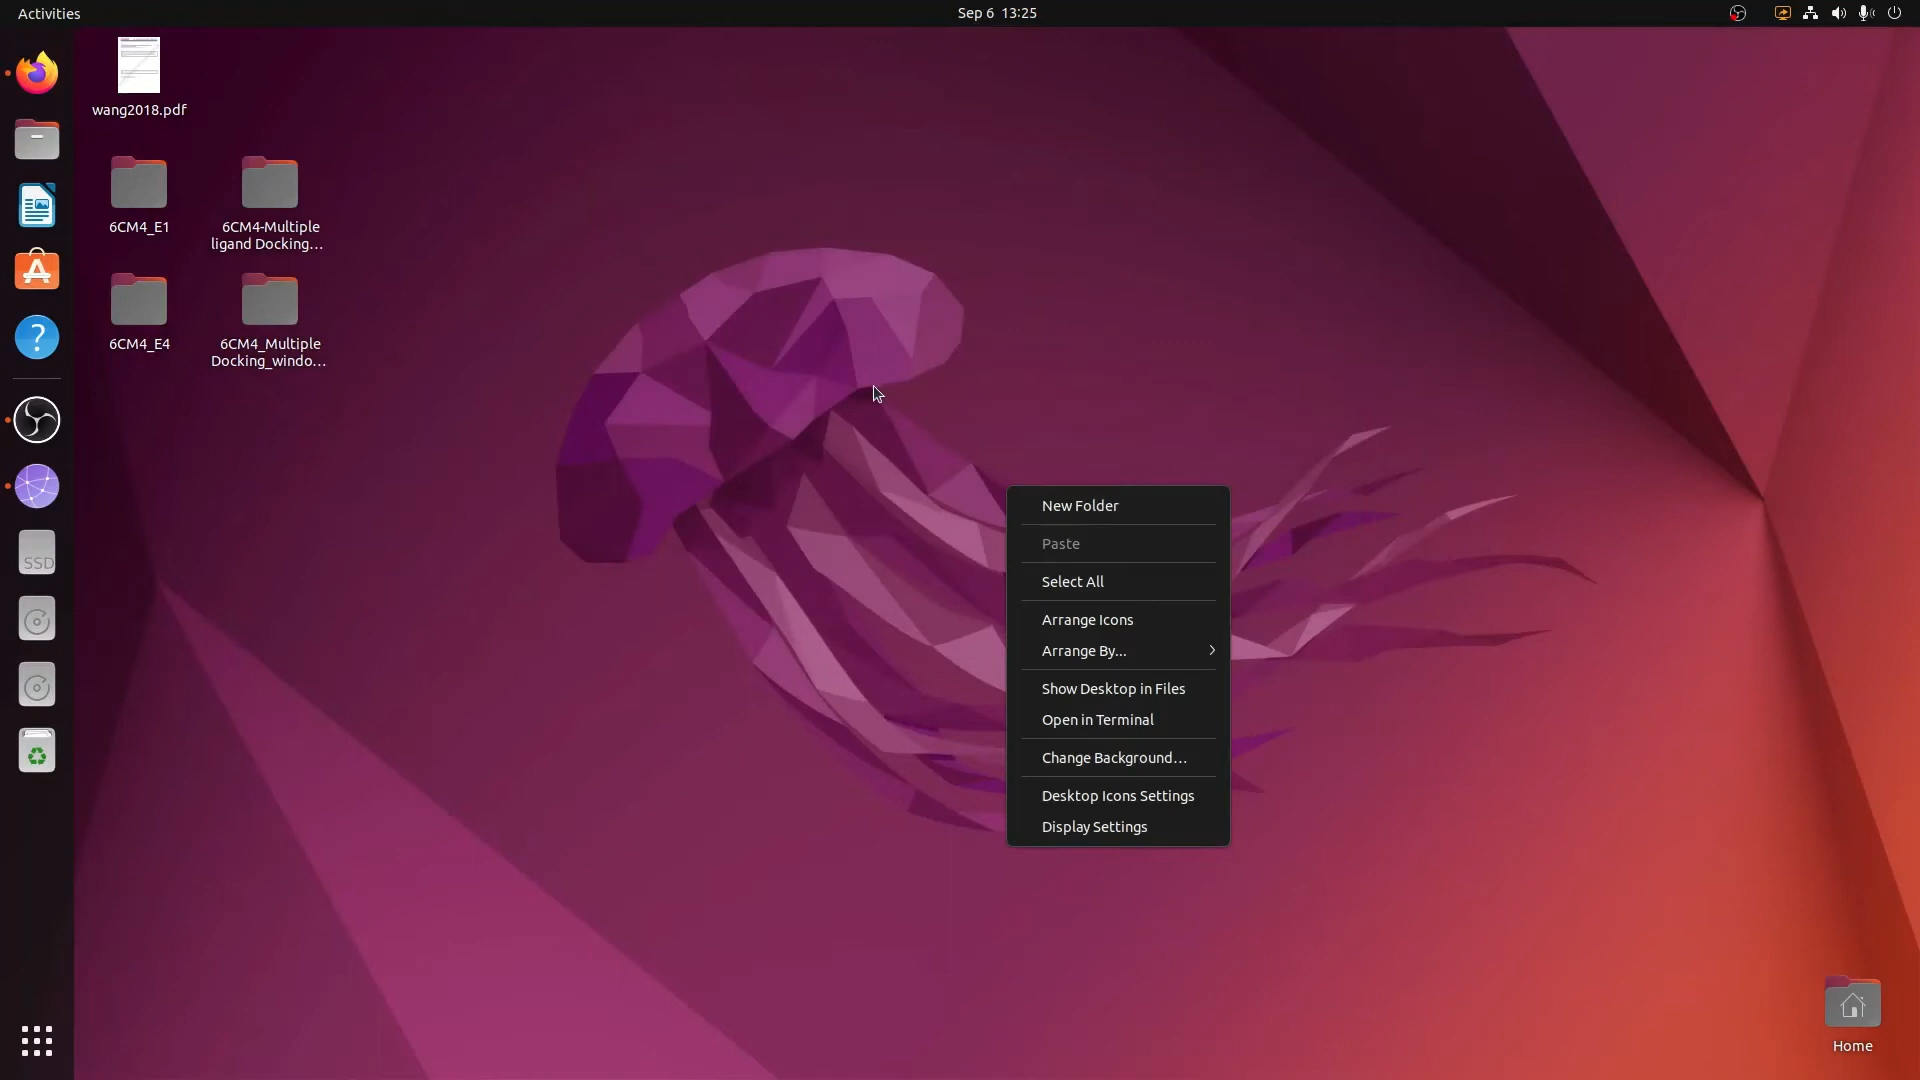 Activities
Sep 6 13:25
wang2018.pdf
6CM4_E1
6CM4-Multiple
ligand Docking...
6CM4_E4
6CM4_Multiple
Docking_windo...
SSD
New Folder
Paste
Select All
Arrange Icons
Arrange By...
Show Desktop in Files
Open in Terminal
Change Background...
Desktop Icons Settings
Display Settings
Home